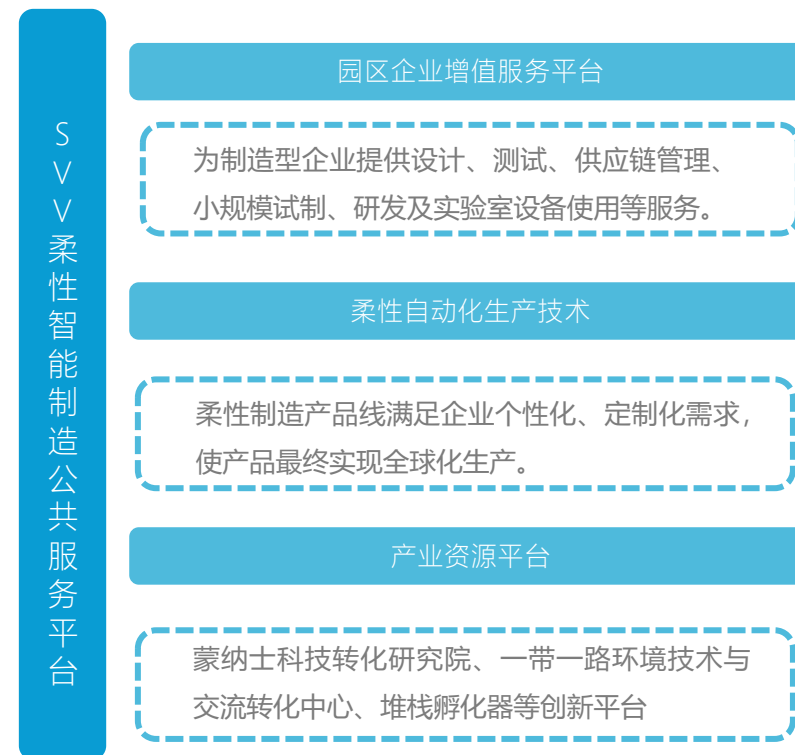 SVV柔性智能制造公共服务平台
园区企业增值服务平台
为制造型企业提供设计、测试、供应链管理、
小规模试制、研发及实验室设备使用等服务。
柔性自动化生产技术
柔性制造产品线满足企业个性化、定制化需求,
使产品最终实现全球化生产。
产业资源平台
蒙纳士科技转化研究院、一带一路环境技术与
交流转化中心、堆栈孵化器等创新平台